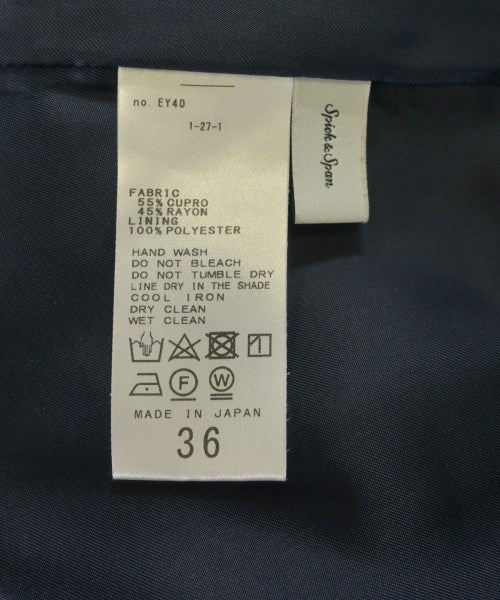 no. EY40
1-27-1
FABRIC
55% CUPRO
45% RAYON
LINING
100% POLYESTER
HAND WASH
DO NOT BLEACH
DO NOT TUMBLE DRY
LINE DRY IN THE SHADE
COOL IRON
DRY CLEAN
WET CLEAN
F
W
MADE IN JAPAN
36
Spick&Span